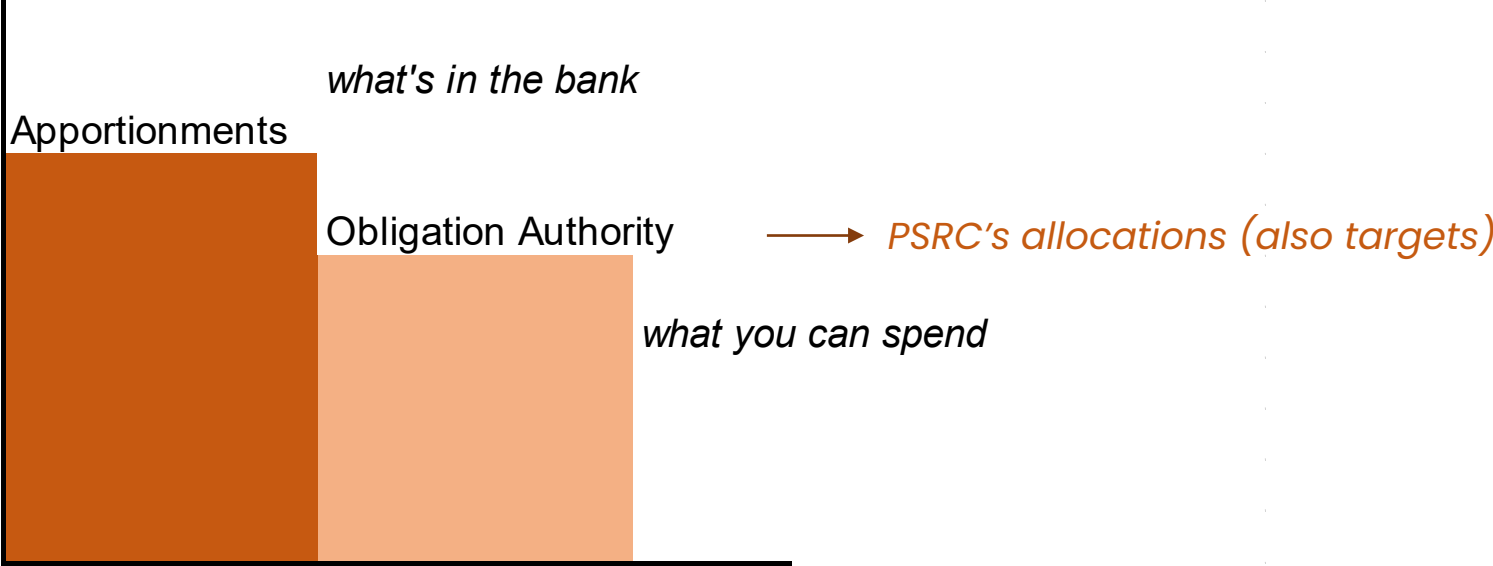 what's in the bank
Apportionments
Obligation Authority
PSRC’s allocations (also targets)
what you can spend